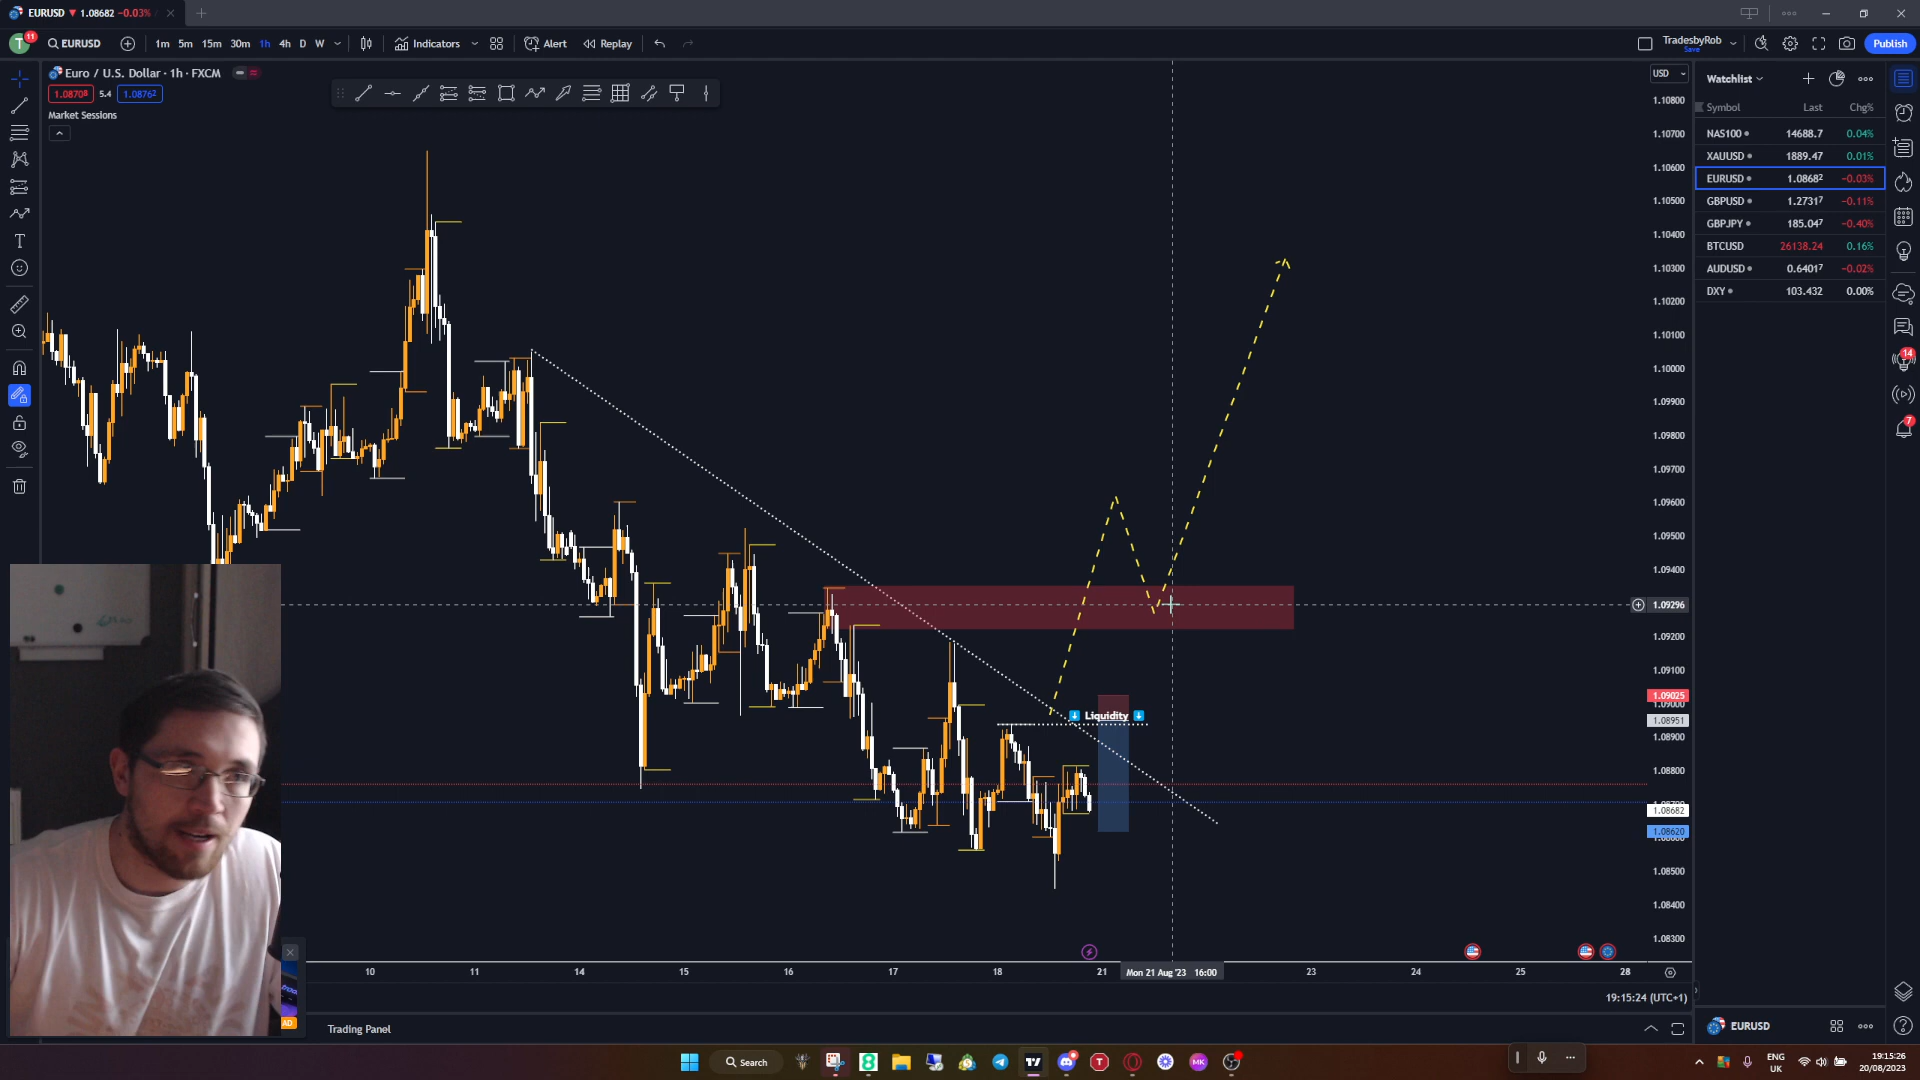 EURUSD ▼ 1.08682 −0.03%
T 11 EURUSD 1m 5m 15m 30m 1h 4h D W Indicators Alert Replay TradesbyRob Save Publish
Euro / U.S. Dollar · 1h · FXCM
1.08708 5.4 1.08762
Market Sessions
USD
1.10800
1.10700
1.10600
1.10500
1.10400
1.10300
1.10200
1.10100
1.10000
1.09900
1.09800
1.09700
1.09600
1.09500
1.09400
1.09296
1.09200
1.09100
1.09025
1.09000
1.08951
1.08900
1.08800
1.08682
1.08620
1.08500
1.08400
1.08300
Liquidity
10 11 14 15 16 17 18 21 Mon 21 Aug '23 16:00 23 24 25 28
19:15:24 (UTC+1)
Trading Panel
AD
Watchlist
Symbol Last Chg%
NAS100 14688.7 0.04%
XAUUSD 1889.47 0.01%
EURUSD 1.08682 −0.03%
GBPUSD 1.27317 −0.11%
GBPJPY 185.047 −0.40%
BTCUSD 26138.24 0.16%
AUDUSD 0.64017 −0.02%
DXY 103.432 0.00%
14
7
EURUSD
Search
ENG
UK
19:15:26
20/08/2023